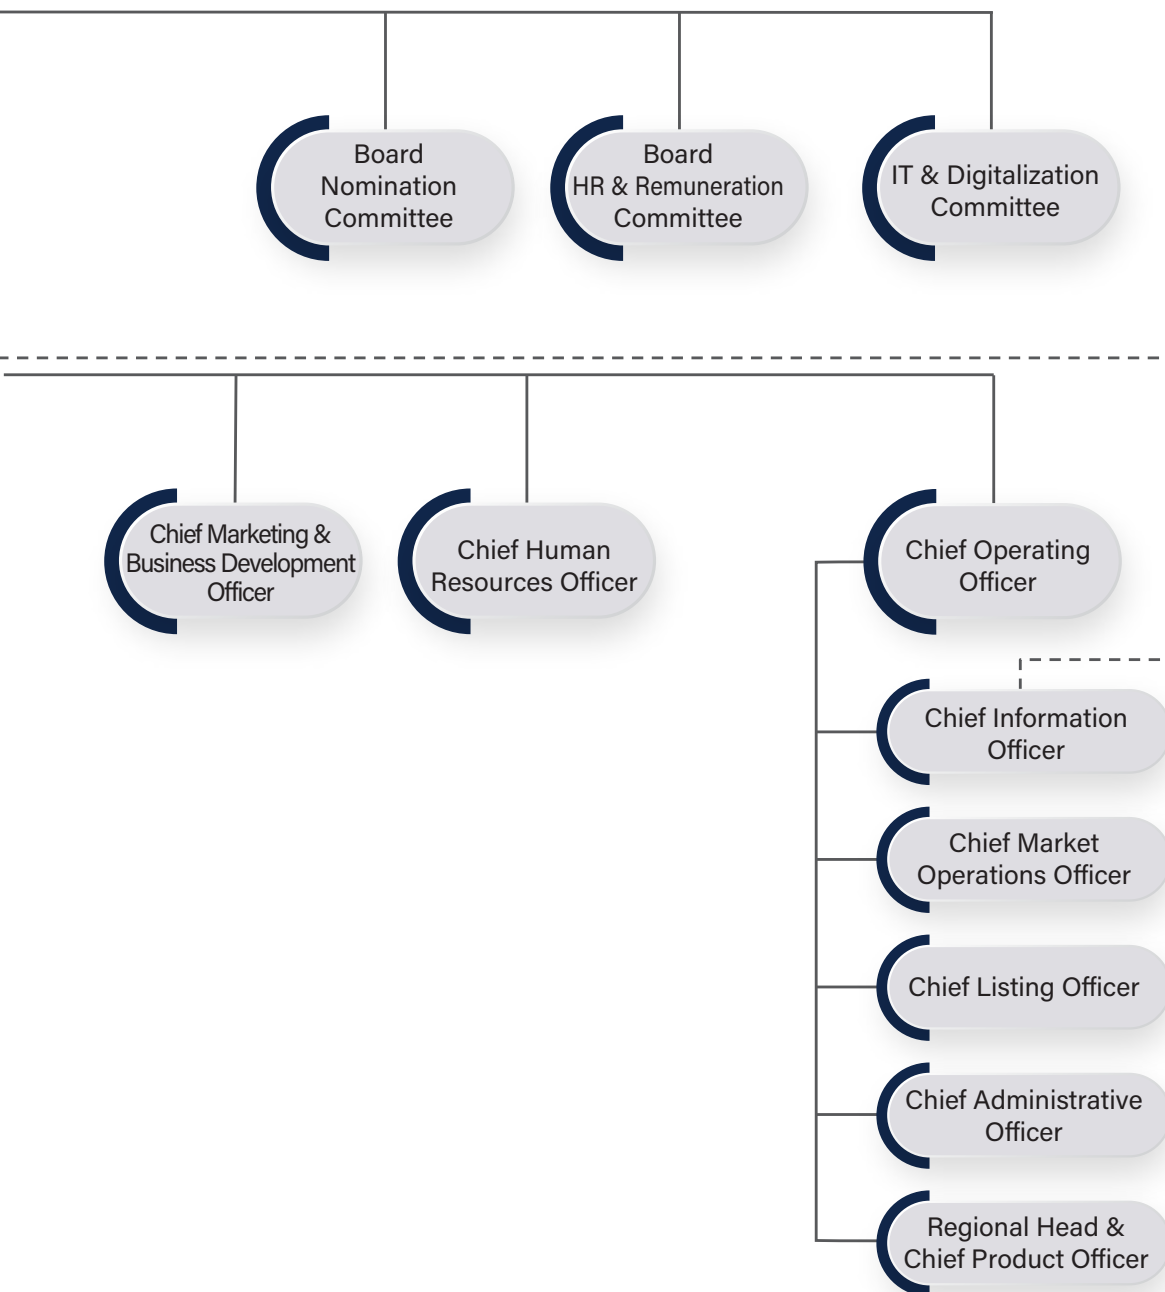 Board
Nomination
Committee
Board
HR & Remuneration
Committee
IT & Digitalization
Committee
Chief Marketing &
Business Development
Officer
Chief Human
Resources Officer
Chief Operating
Officer
Chief Information
Officer
Chief Market
Operations Officer
Chief Listing Officer
Chief Administrative
Officer
Regional Head &
Chief Product Officer